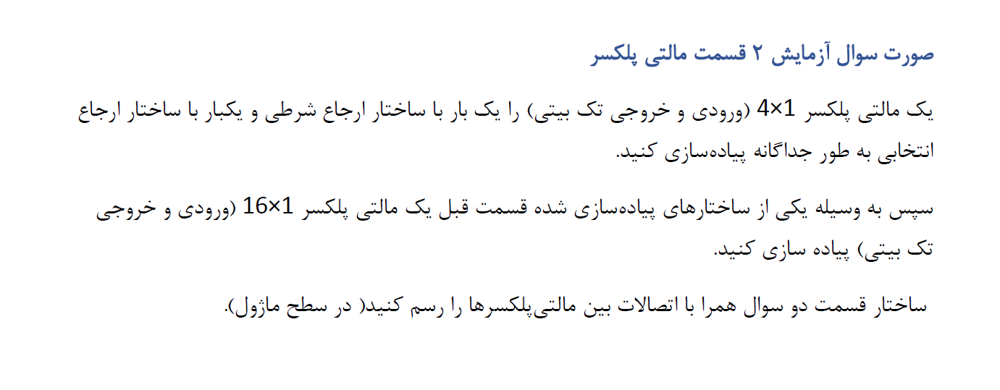 صورت سوال آزمایش ۲ قسمت مالتی پلکسر
یک مالتی پلکسر 1×4 (ورودی و خروجی تک بیتی) را یک بار با ساختار ارجاع شرطی و یکبار با ساختار ارجاع
انتخابی به طور جداگانه پیاده‌سازی کنید.
سپس به وسیله یکی از ساختارهای پیاده‌سازی شده قسمت قبل یک مالتی پلکسر 1×16 (ورودی و خروجی
تک بیتی) پیاده سازی کنید.
ساختار قسمت دو سوال همرا با اتصالات بین مالتی‌پلکسرها را رسم کنید( در سطح ماژول).